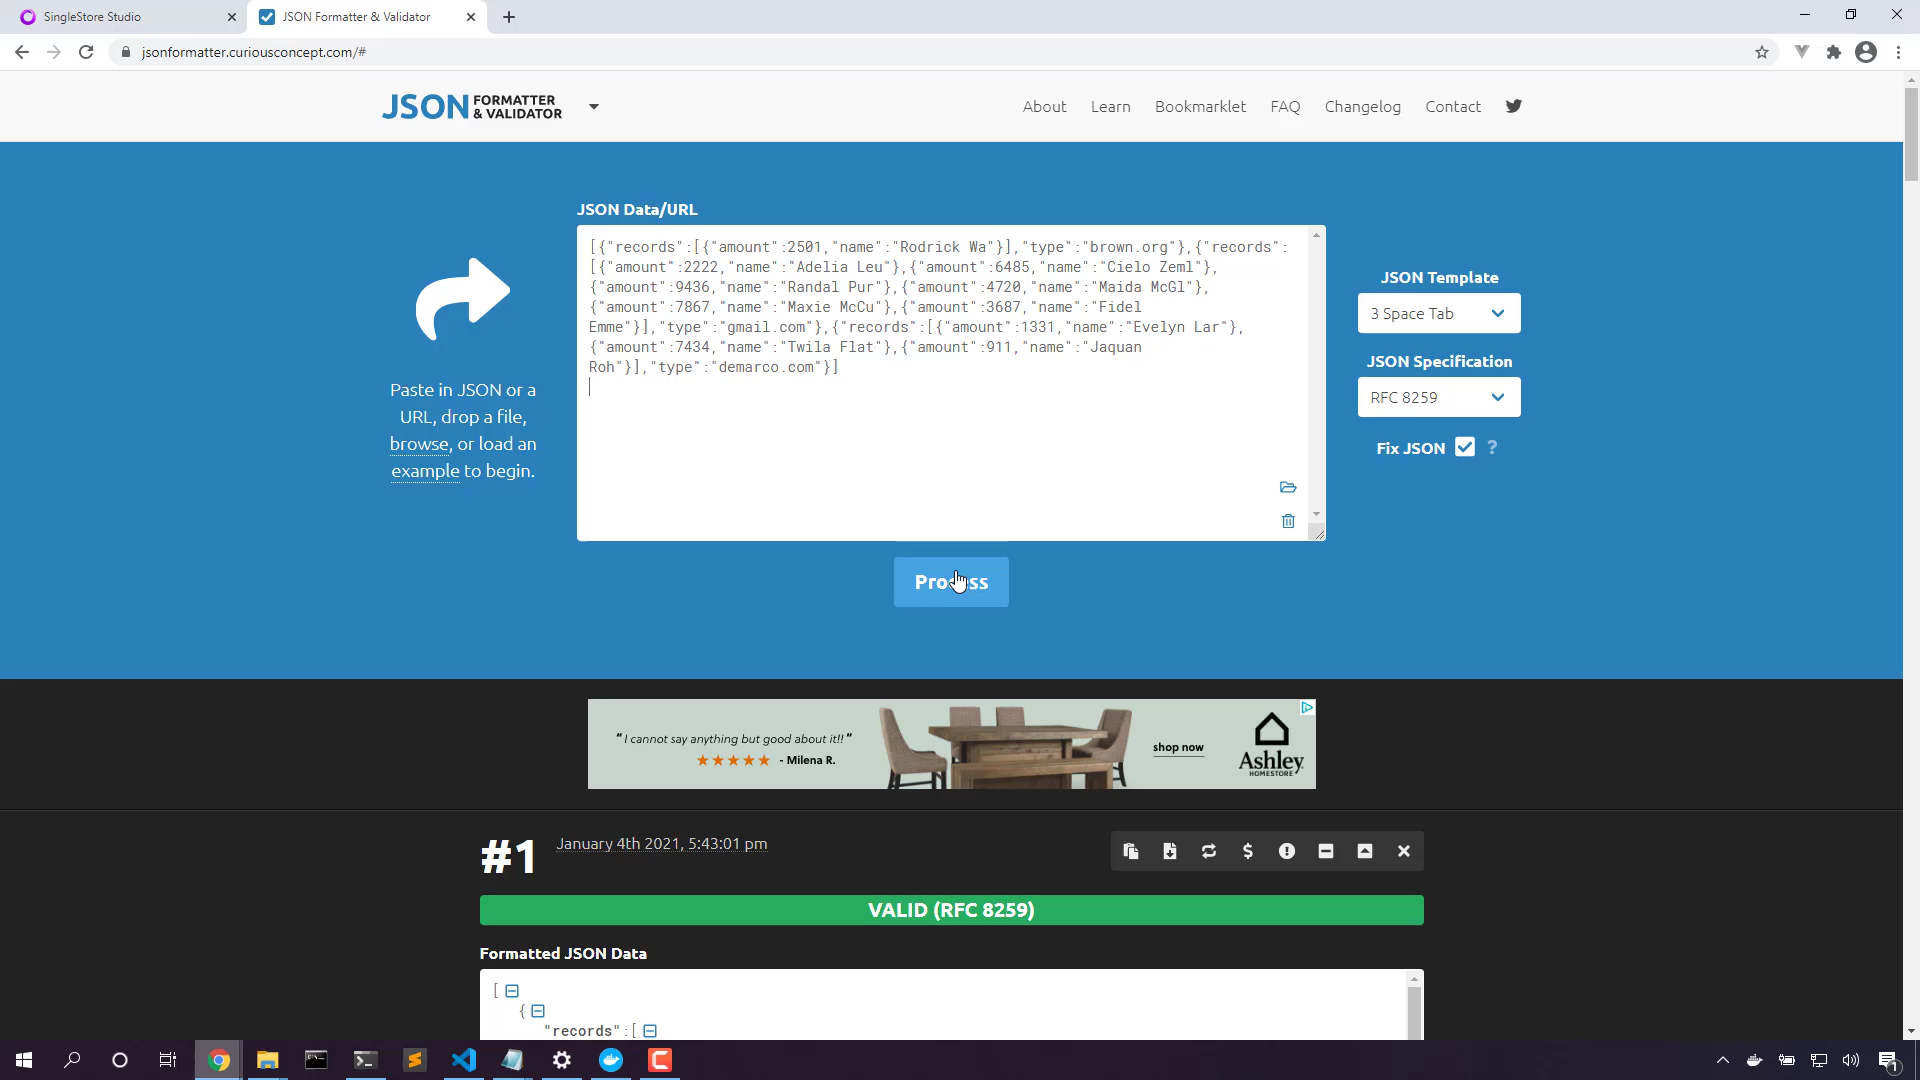 SingleStore Studio
JSON Formatter & Validator
jsonformatter.curiousconcept.com/#
JSON FORMATTER & VALIDATOR
About
Learn
Bookmarklet
FAQ
Changelog
Contact
JSON Data/URL
[{"records":[{"amount":2501,"name":"Rodrick Wa"}],"type":"brown.org"},{"records":
[{"amount":2222,"name":"Adelia Leu"},{"amount":6485,"name":"Cielo Zeml"},
{"amount":9436,"name":"Randal Pur"},{"amount":4720,"name":"Maida McGl"},
{"amount":7867,"name":"Maxie McCu"},{"amount":3687,"name":"Fidel
Emme"}],"type":"gmail.com"},{"records":[{"amount":1331,"name":"Evelyn Lar"},
{"amount":7434,"name":"Twila Flat"},{"amount":911,"name":"Jaquan
Roh"}],"type":"demarco.com"}]
Paste in JSON or a
URL, drop a file,
browse, or load an
example to begin.
JSON Template
3 Space Tab
JSON Specification
RFC 8259
Fix JSON ?
Process
"I cannot say anything but good about it!!"
★★★★★ - Milena R.
shop now
Ashley
HOMESTORE
#1
January 4th 2021, 5:43:01 pm
VALID (RFC 8259)
Formatted JSON Data
[
{
"records":[
1